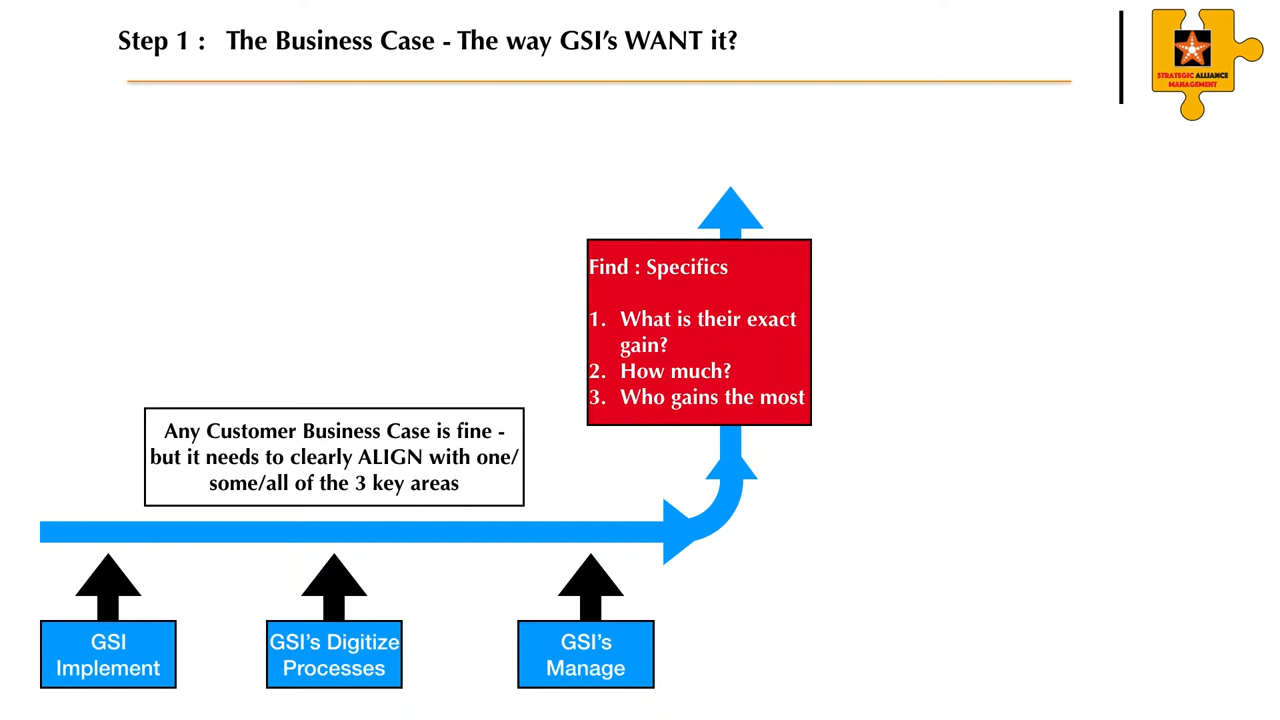 Step 1 :   The Business Case - The way GSI’s WANT it?
STRATEGIC ALLIANCE
MANAGEMENT
Find : Specifics
1. What is their exact
gain?
2. How much?
3. Who gains the most
Any Customer Business Case is fine -
but it needs to clearly ALIGN with one/
some/all of the 3 key areas
GSI
Implement
GSI’s Digitize
Processes
GSI’s
Manage